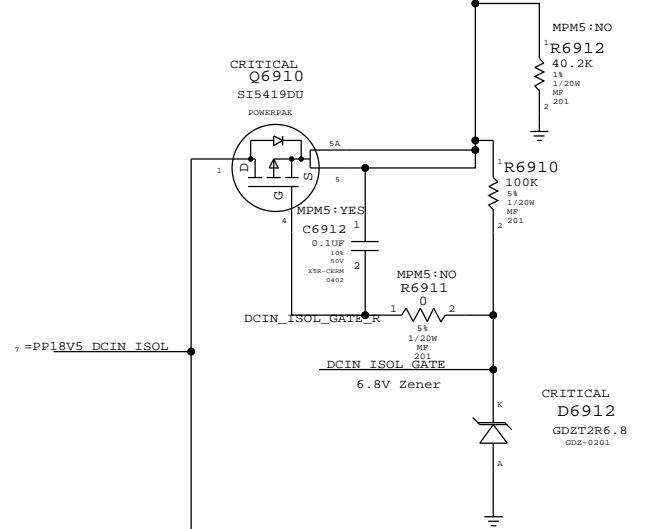 MPM5:NO
1
R6912
40.2K
1%
1/20W
MF
201
2
CRITICAL
Q6910
SI5419DU
POWERPAK
5A
1
D
S
5
G
4
1
R6910
100K
5%
1/20W
MF
201
2
MPM5:YES
C6912
1
0.1UF
10%
50V
X5R-CERM
0402
2
MPM5:NO
R6911
0
1
2
DCIN_ISOL_GATE_R
5%
1/20W
MF
201
7
=PP18V5_DCIN_ISOL
DCIN_ISOL_GATE
6.8V Zener
CRITICAL
K
D6912
GDZT2R6.8
GDZ-0201
A